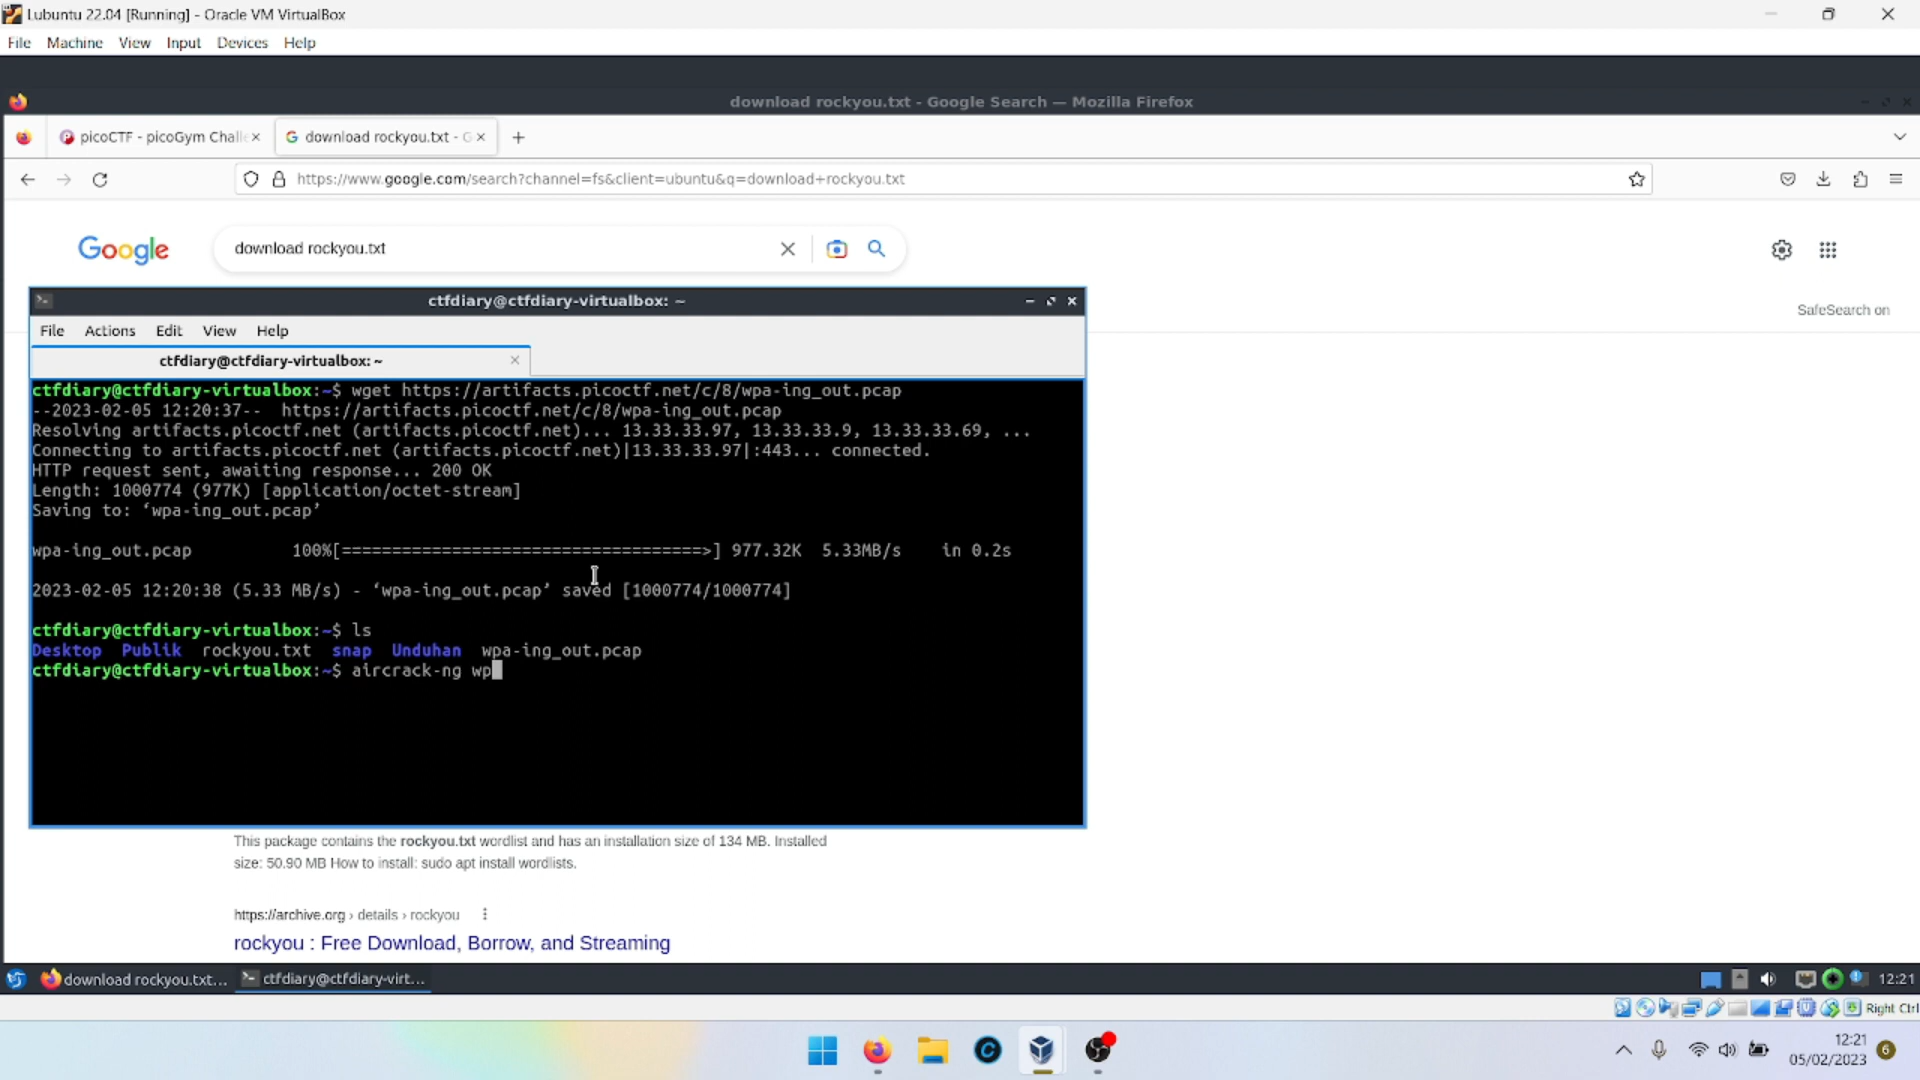 Lubuntu 22.04 [Running] - Oracle VM VirtualBox
File Machine View Input Devices Help
download rockyou.txt - Google Search — Mozilla Firefox
picoCTF - picoGym Challe
download rockyou.txt - G
https://www.google.com/search?channel=fs&client=ubuntu&q=download+rockyou.txt
Google
download rockyou.txt
SafeSearch on
ctfdiary@ctfdiary-virtualbox: ~
File Actions Edit View Help
ctfdiary@ctfdiary-virtualbox: ~
ctfdiary@ctfdiary-virtualbox:~$ wget https://artifacts.picoctf.net/c/8/wpa-ing_out.pcap
--2023-02-05 12:20:37-- https://artifacts.picoctf.net/c/8/wpa-ing_out.pcap
Resolving artifacts.picoctf.net (artifacts.picoctf.net)... 13.33.33.97, 13.33.33.9, 13.33.33.69, ...
Connecting to artifacts.picoctf.net (artifacts.picoctf.net)|13.33.33.97|:443... connected.
HTTP request sent, awaiting response... 200 OK
Length: 1000774 (977K) [application/octet-stream]
Saving to: ‘wpa-ing_out.pcap’
wpa-ing_out.pcap 100%[====================================>] 977.32K 5.33MB/s in 0.2s
2023-02-05 12:20:38 (5.33 MB/s) - ‘wpa-ing_out.pcap’ saved [1000774/1000774]
ctfdiary@ctfdiary-virtualbox:~$ ls
Desktop Publik rockyou.txt snap Unduhan wpa-ing_out.pcap
ctfdiary@ctfdiary-virtualbox:~$ aircrack-ng wp
This package contains the rockyou.txt wordlist and has an installation size of 134 MB. Installed
size: 50.90 MB How to install: sudo apt install wordlists.
https://archive.org › details › rockyou
rockyou : Free Download, Borrow, and Streaming
download rockyou.txt...
ctfdiary@ctfdiary-virt...
12:21
Right Ctrl
12:21
05/02/2023
6